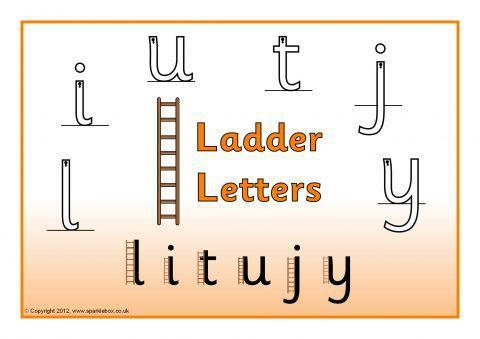 u t
i j
Ladder
Letters
l y
l i t u j y
© Copyright 2012, www.sparklebox.co.uk